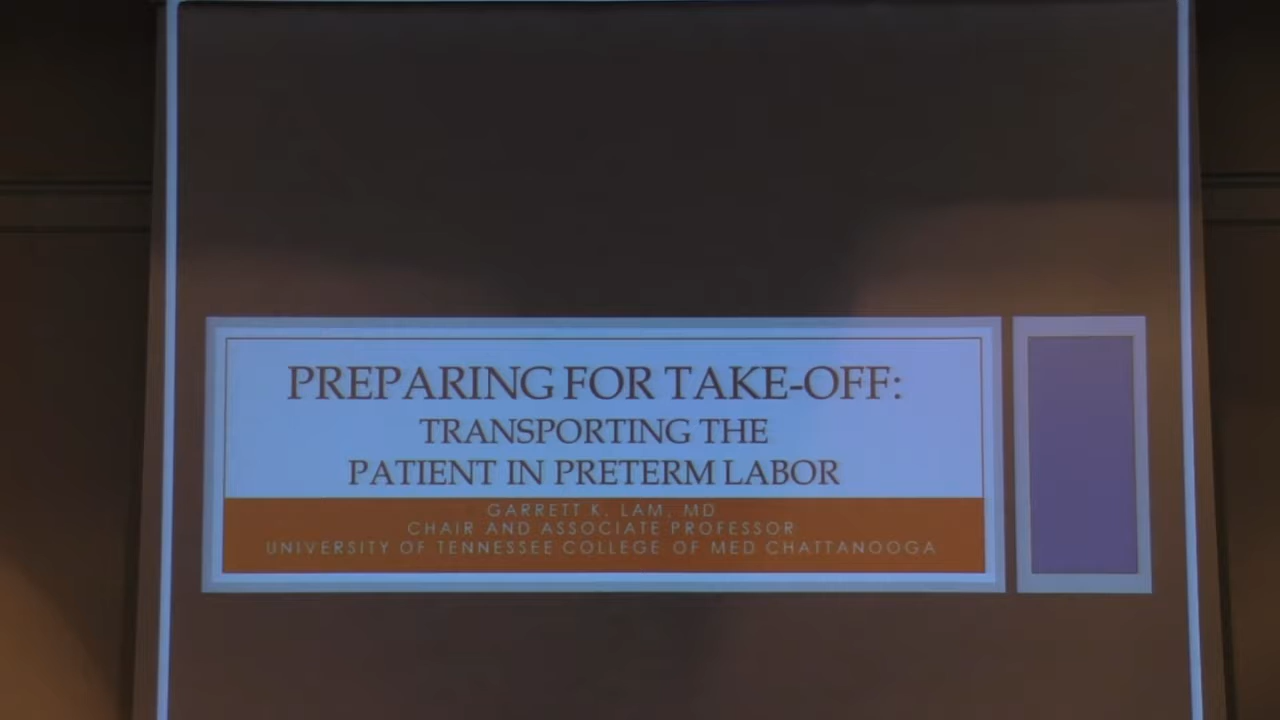 PREPARING FOR TAKE-OFF:
TRANSPORTING THE
PATIENT IN PRETERM LABOR
GARRETT K. LAM, MD
CHAIR AND ASSOCIATE PROFESSOR
UNIVERSITY OF TENNESSEE COLLEGE OF MED CHATTANOOGA